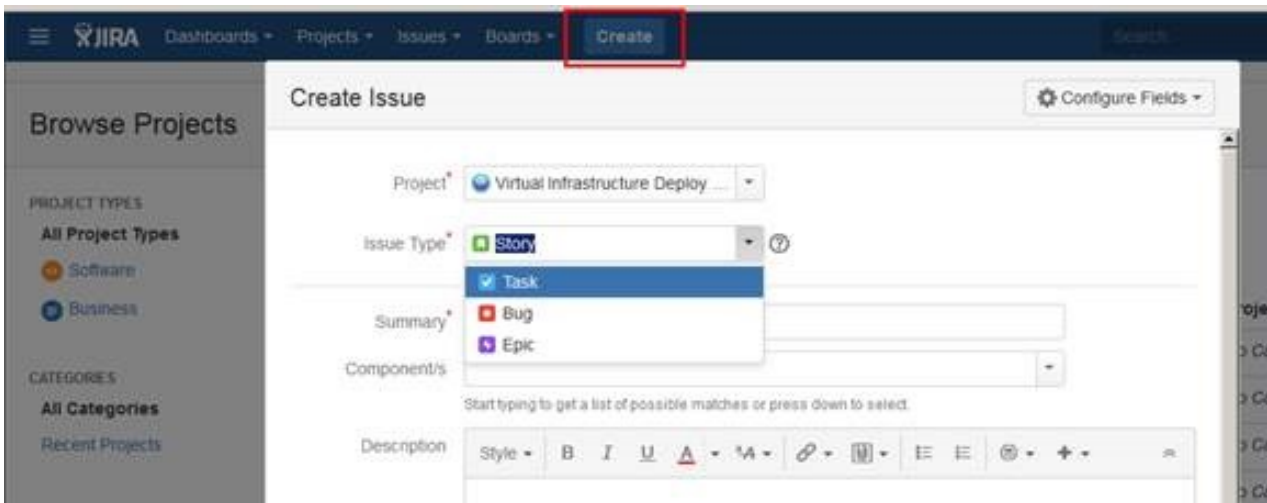 JIRA Dashboards Projects Issues Boards Create Search
Browse Projects
PROJECT TYPES
All Project Types
Software
Business
CATEGORIES
All Categories
Recent Projects
Create Issue Configure Fields
Project* Virtual Infrastructure Deploy ...
Issue Type* Story
Task
Bug
Epic
Summary*
Component/s
Start typing to get a list of possible matches or press down to select.
Description Style B I U A A